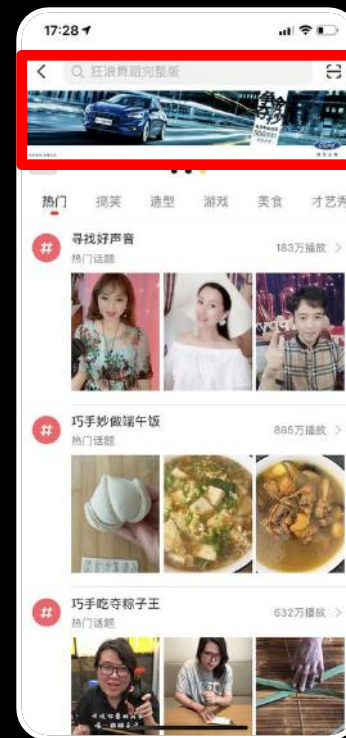 17:28
狂浪舞蹈完整版
热门 搞笑 造型 游戏 美食 才艺秀
寻找好声音
183万播放
热门话题
巧手妙做端午饭
885万播放
热门话题
巧手吃夺粽子王
632万播放
热门话题